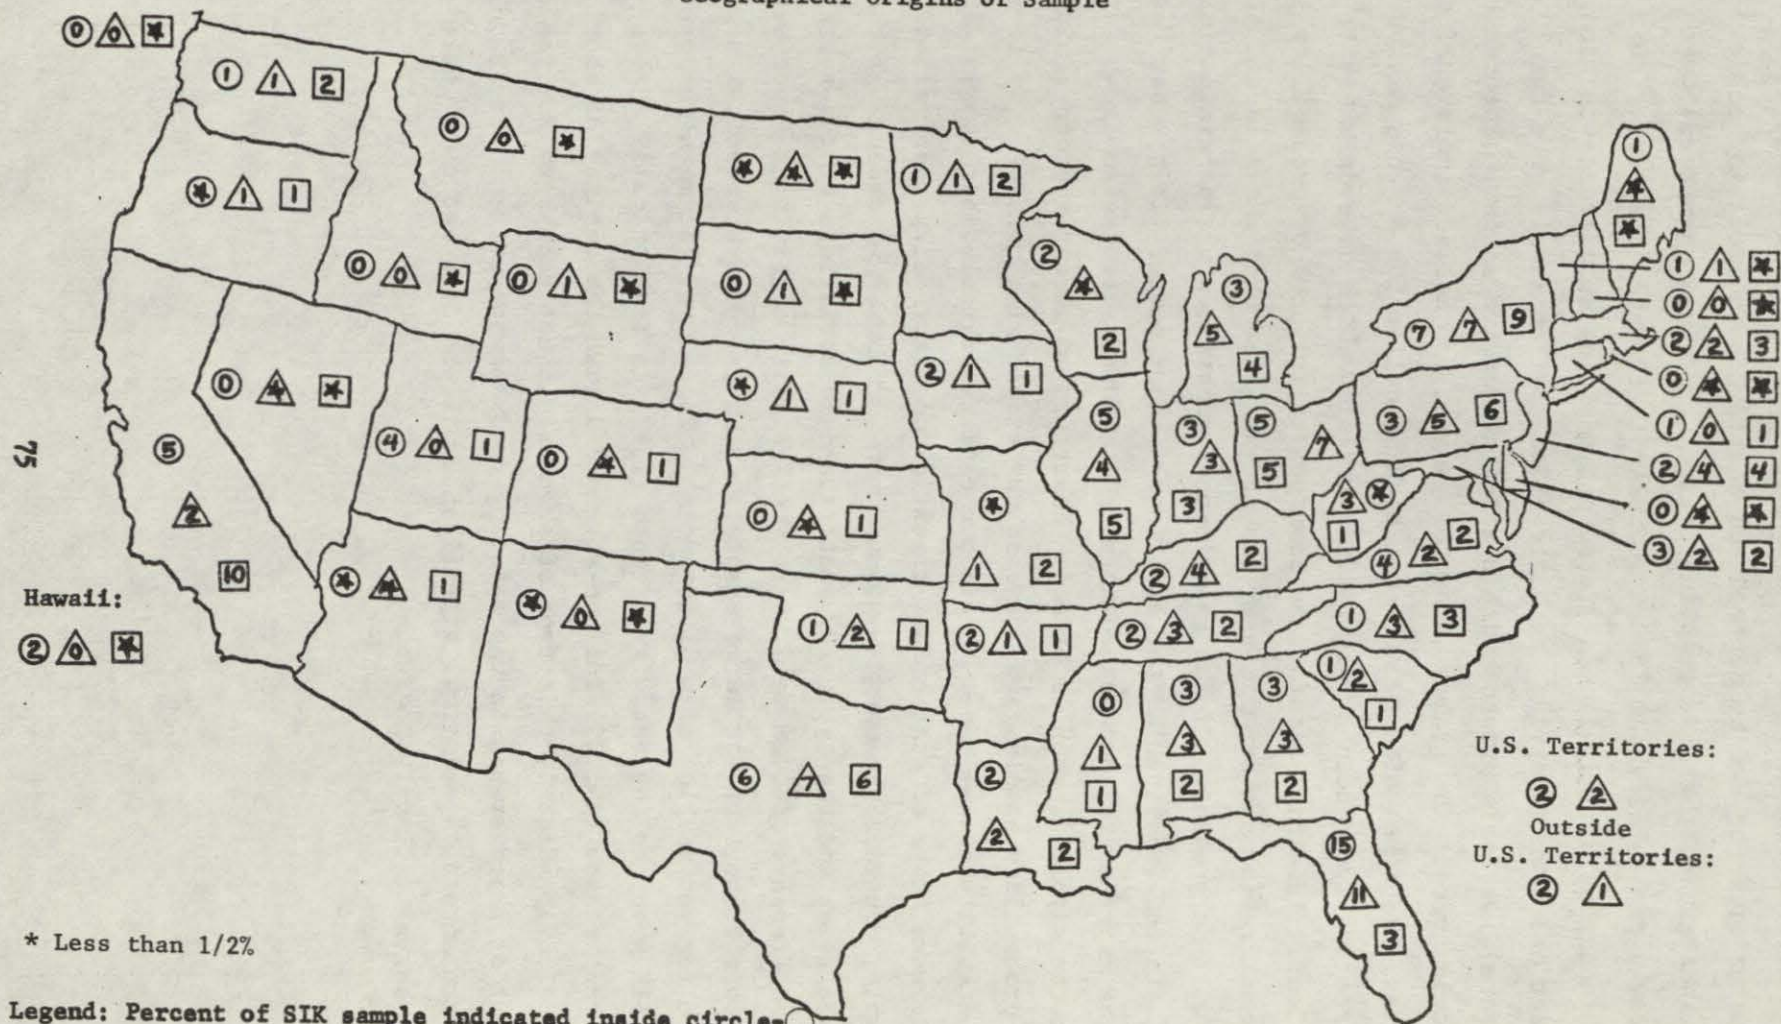 Geographical Origins of Sample
0 0 *
1 1 2
0 0 *
* * *
1 1 2
1
*
*
* 1 1
0 0 *
0 1 *
0 1 *
2
*
2
3
5
4
7 7 9
1 1 *
0 0 *
2 2 3
0 * *
1 0 1
2 4 4
0 * *
3 2 2
0 * *
4 0 1
0 * 1
* 1 1
2 1 1
5
4
5
3
3
3
5
7
5
3 5 6
75
5
2
10
0 * 1
*
1 2
3 *
1
4 2 2
2 4 2
Hawaii:
2 0 *
* * 1
* 0 *
1 2 1
2 1 1
2 3 2
1 3 3
1 2
1
0
1
1
3
3
2
3
3
2
6 7 6
2
2
2
15
11
3
U.S. Territories:
2 2
Outside
U.S. Territories:
2 1
* Less than 1/2%
Legend: Percent of SIK sample indicated inside circle-